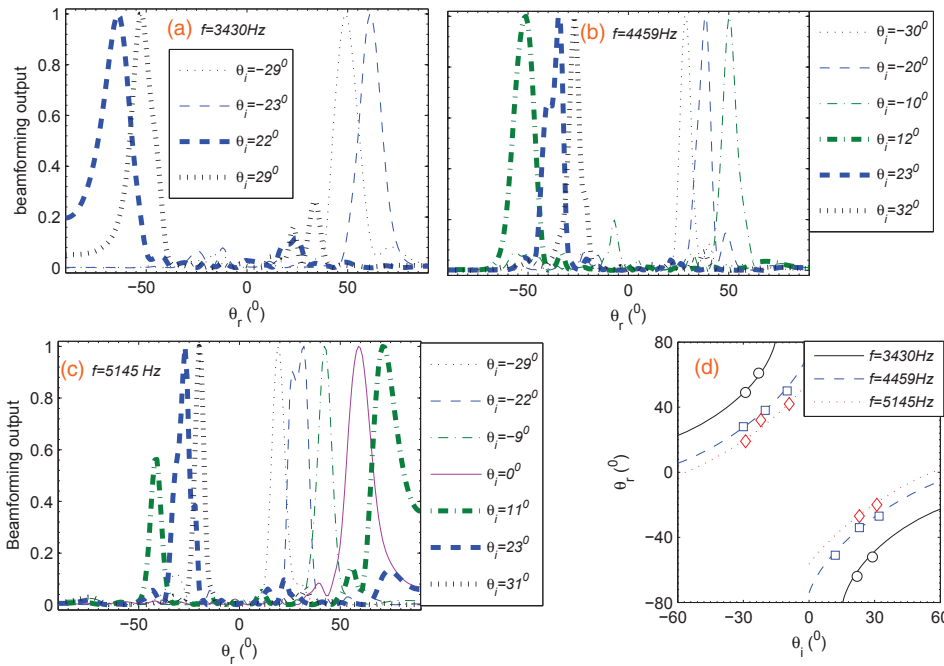 (a) f=3430Hz
beamforming output
1
0.8
0.6
0.4
0.2
0
−50 0 50
θr (0)
θi=−29⁰
θi=−23⁰
θi=22⁰
θi=29⁰
(b) f=4459Hz
−50 0 50
θr (0)
θi=−30⁰
θi=−20⁰
θi=−10⁰
θi=12⁰
θi=23⁰
θi=32⁰
(c) f=5145 Hz
Beamforming output
1
0.8
0.6
0.4
0.2
0
−50 0 50
θr (0)
θi=−29⁰
θi=−22⁰
θi=−9⁰
θi=0⁰
θi=11⁰
θi=23⁰
θi=31⁰
(d)
f=3430Hz
f=4459Hz
f=5145Hz
θr (0)
80
40
0
−40
−80
−60 −30 0 30 60
θi (0)